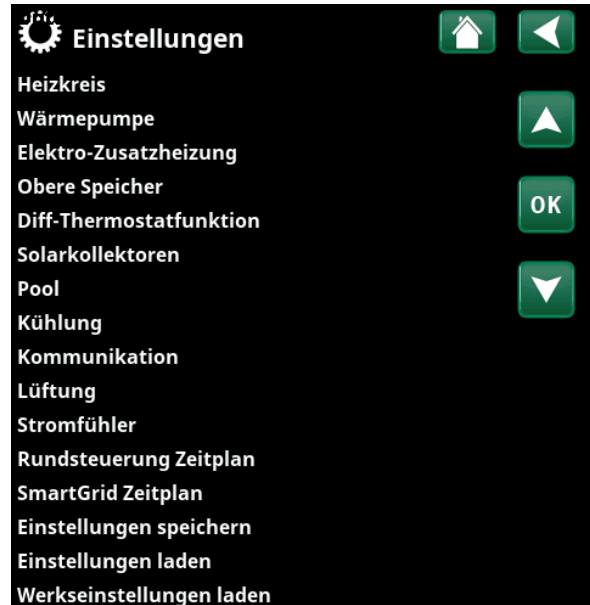 Einstellungen
Heizkreis
Wärmepumpe
Elektro-Zusatzheizung
Obere Speicher
OK
Diff-Thermostatfunktion
Solarkollektoren
Pool
Kühlung
Kommunikation
Lüftung
Stromfühler
Rundsteuerung Zeitplan
SmartGrid Zeitplan
Einstellungen speichern
Einstellungen laden
Werkseinstellungen laden